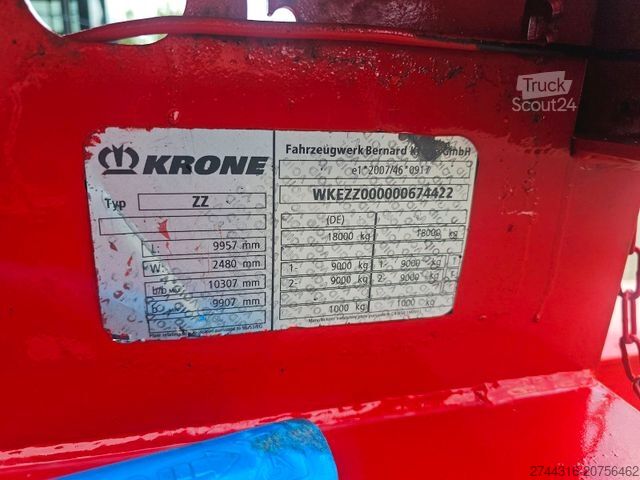 Truck
Scout24
KRONE
Typ ZZ
L: 9957 mm
W: 2480 mm
10307 mm
9907 mm
Fahrzeugwerk Bernard GmbH
e1*2007/46*0917
WKEZZ000000674422
(DE)
18000 kg 18000 kg
1- 9000 kg 1- 9000 kg
2- 9000 kg 2- 9000 kg
1000 kg 1000 kg
2744316-20756462